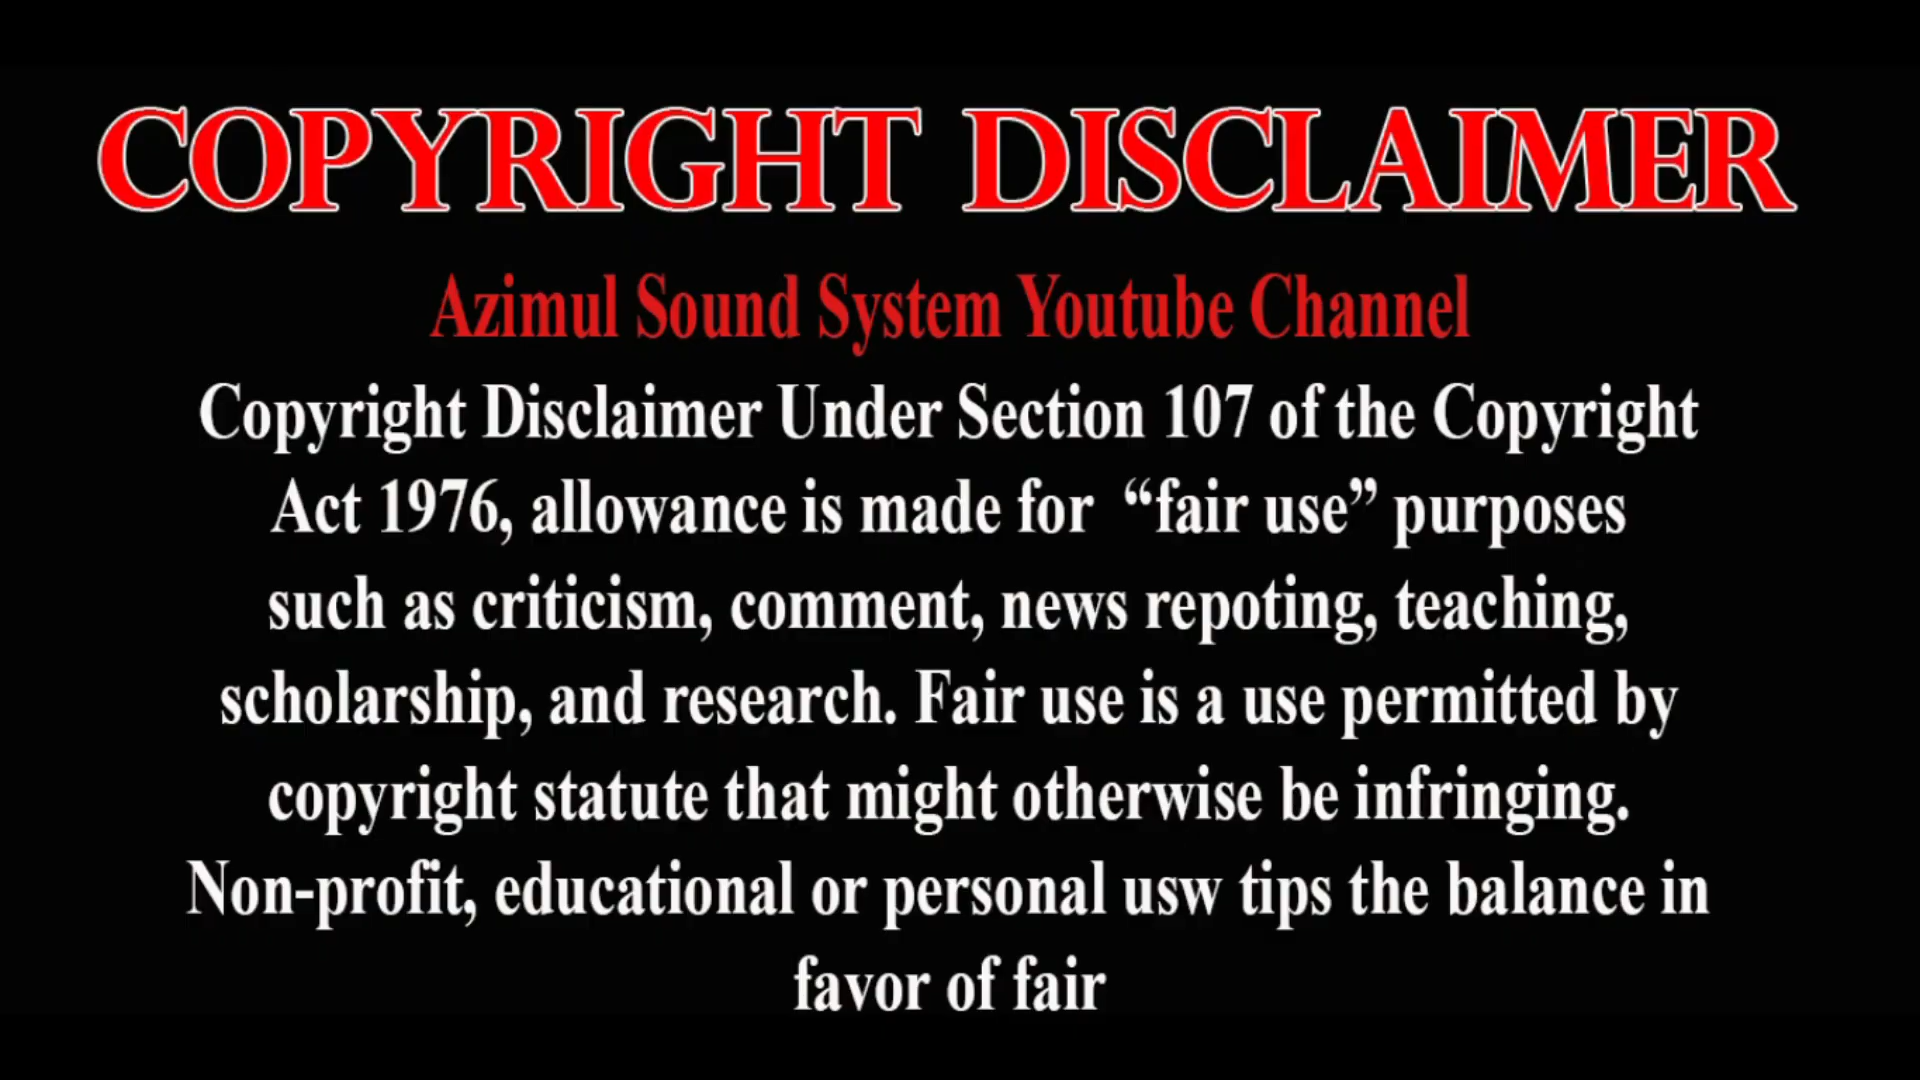 COPYRIGHT DISCLAIMER
Azimul Sound System Youtube Channel
Copyright Disclaimer Under Section 107 of the Copyright
Act 1976, allowance is made for “fair use” purposes
such as criticism, comment, news repoting, teaching,
scholarship, and research. Fair use is a use permitted by
copyright statute that might otherwise be infringing.
Non-profit, educational or personal usw tips the balance in
favor of fair